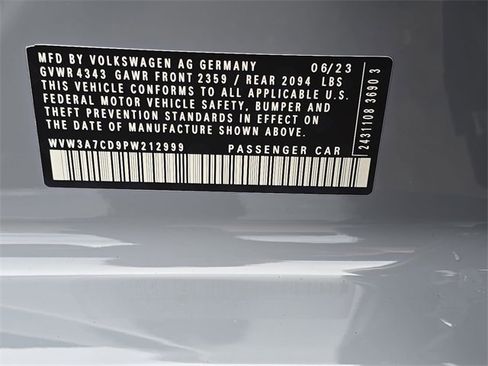 MFD BY VOLKSWAGEN AG GERMANY 06/23
GVWR 4343 GAWR FRONT 2359 / REAR 2094 LBS
THIS VEHICLE CONFORMS TO ALL APPLICABLE U.S.
FEDERAL MOTOR VEHICLE SAFETY, BUMPER AND
THEFT PREVENTION STANDARDS IN EFFECT ON
THE DATE OF MANUFACTURE SHOWN ABOVE.
WVW3A7CD9PW212999 PASSENGER CAR
2431108 3690 3